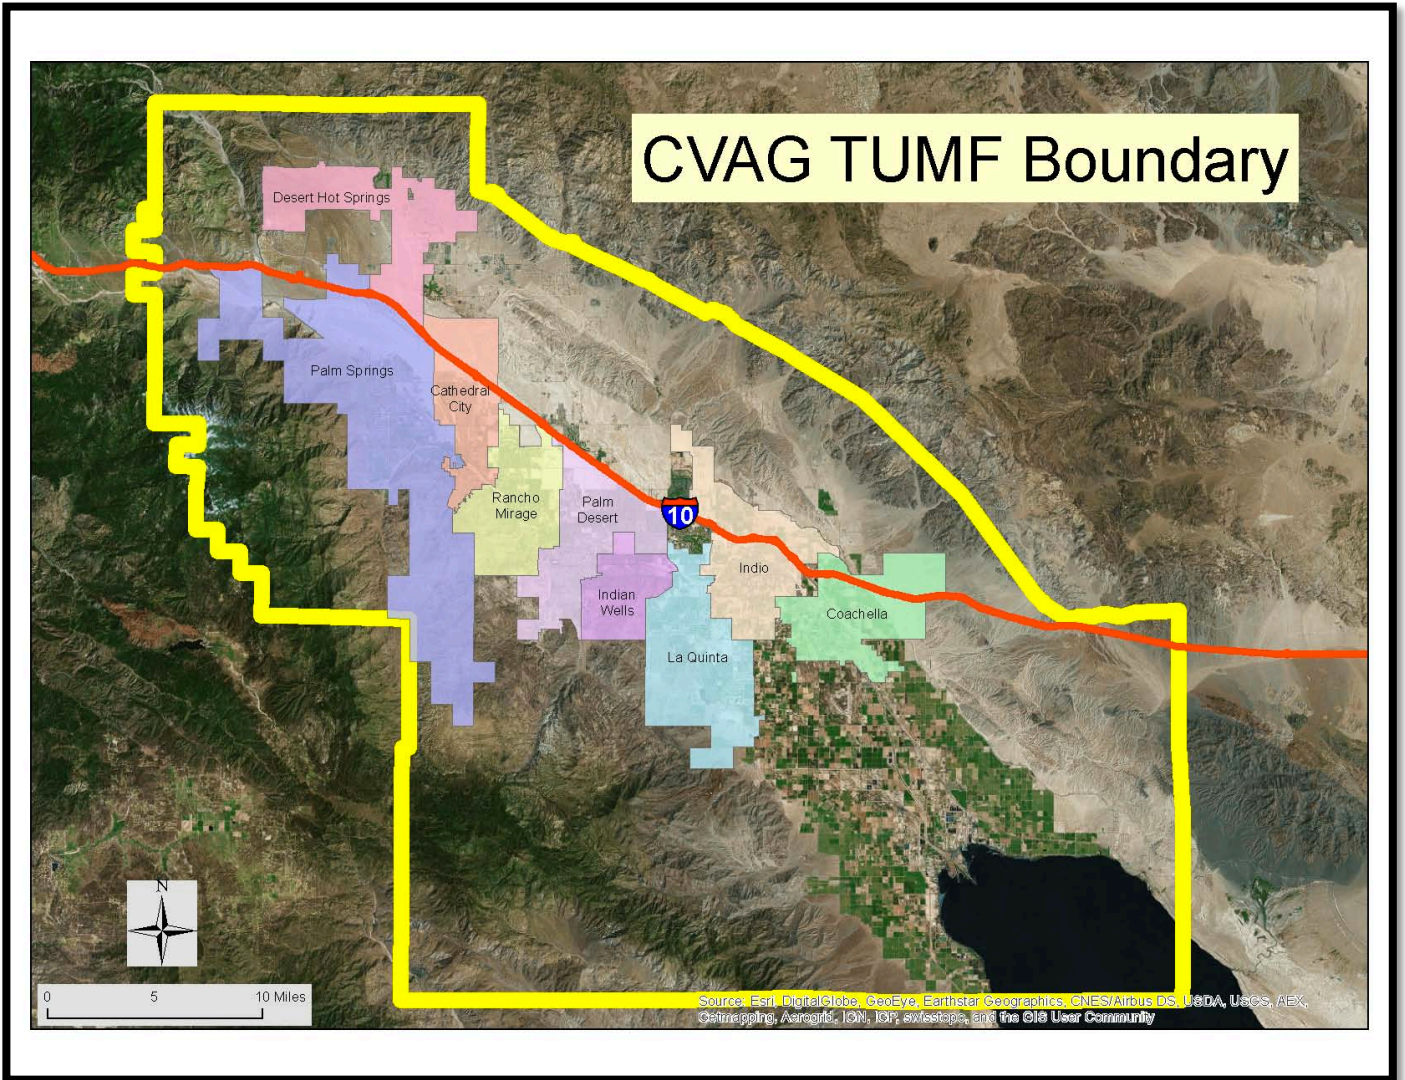 CVAG TUMF Boundary
Desert Hot Springs
Palm Springs
Cathedral
City
Rancho
Mirage
Palm
Desert
10
Indio
Indian
Wells
Coachella
La Quinta
N
0 5 10 Miles
Source: Esri, DigitalGlobe, GeoEye, Earthstar Geographics, CNES/Airbus DS, USDA, USGS, AEX,
Getmapping, Aerogrid, IGN, IGP, swisstopo, and the GIS User Community